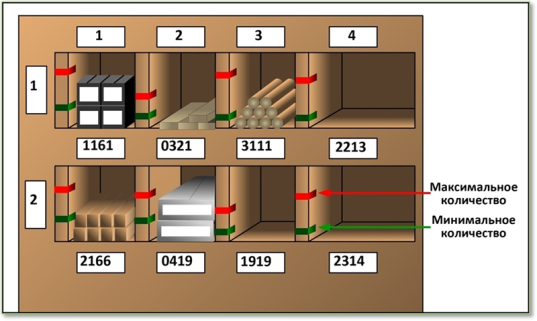 1 2 3 4
1
1161 0321 3111 2213
2
Максимальное
количество
Минимальное
количество
2166 0419 1919 2314